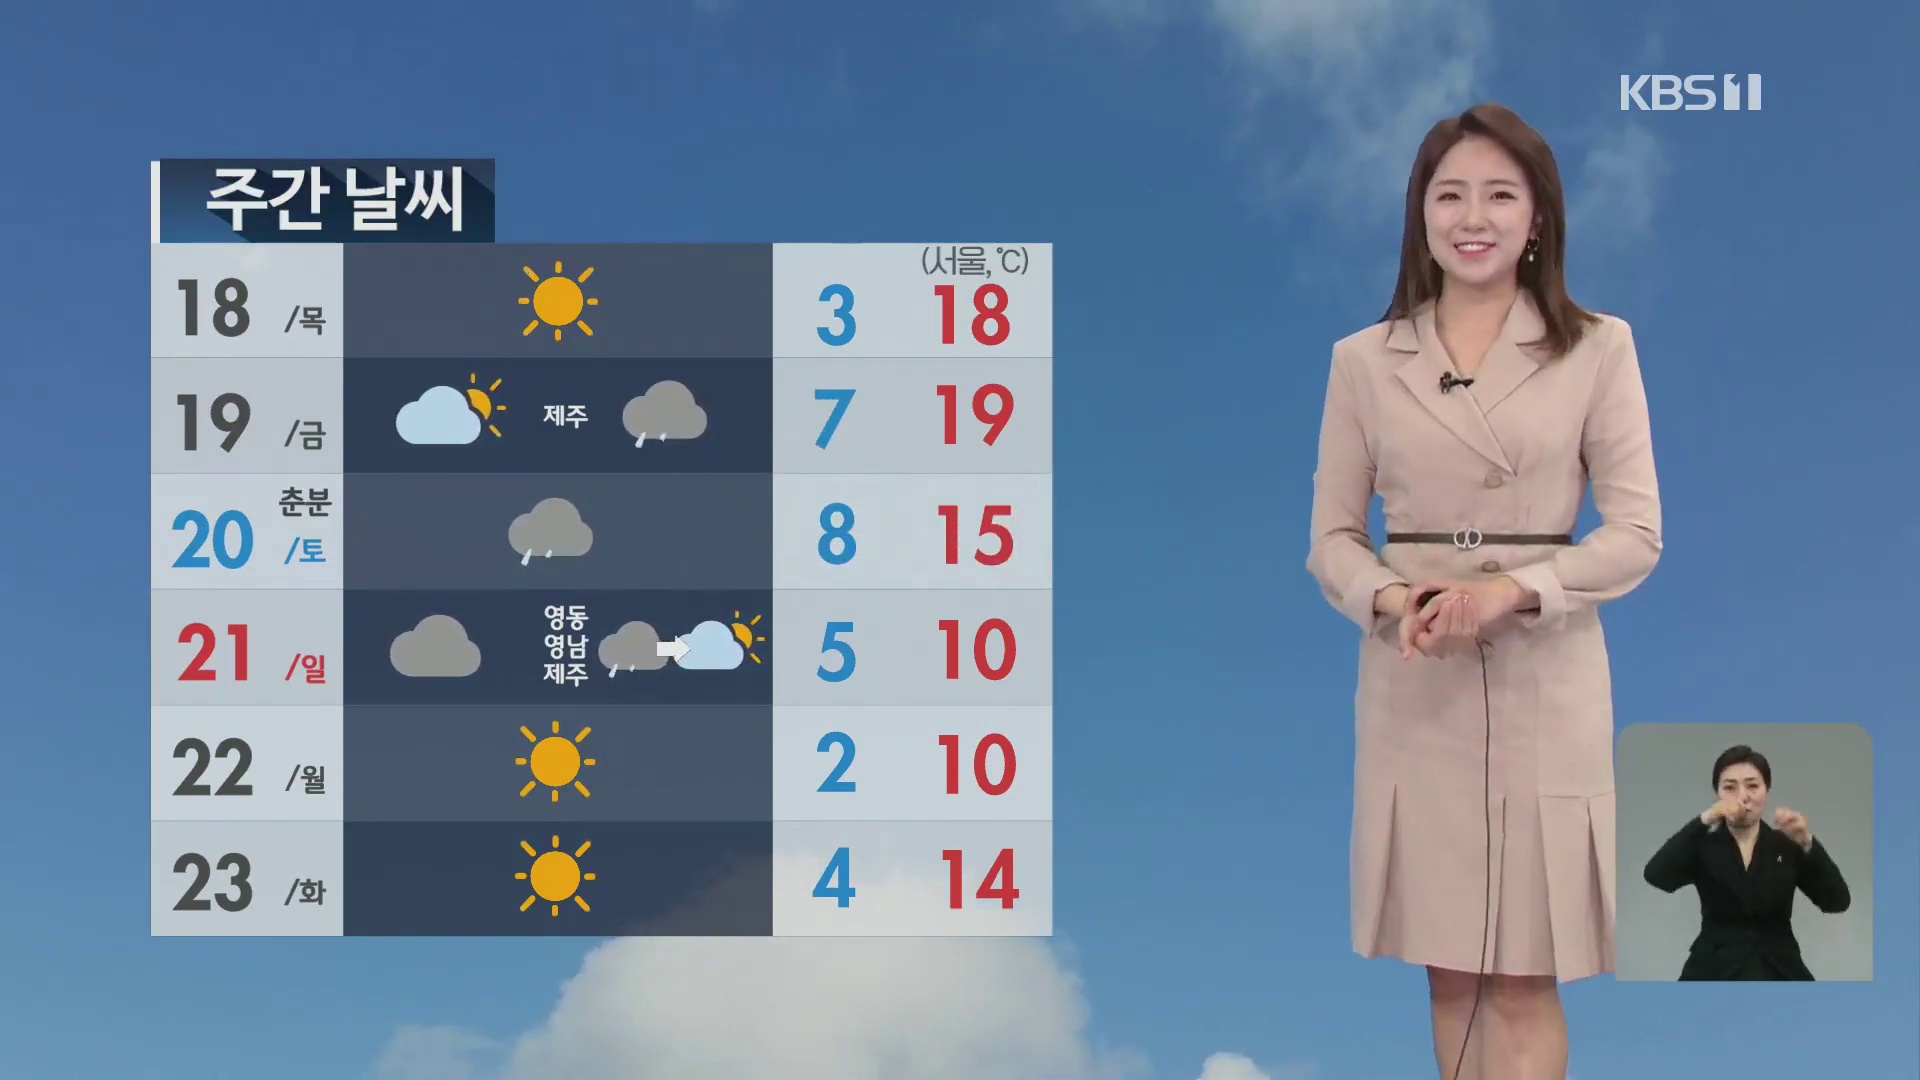 KBS 1
주간 날씨
(서울, ℃)
18 /목 3 18
19 /금 제주 7 19
춘분
20 /토 8 15
21 /일 영동 5 10
영남
제주
22 /월 2 10
23 /화 4 14